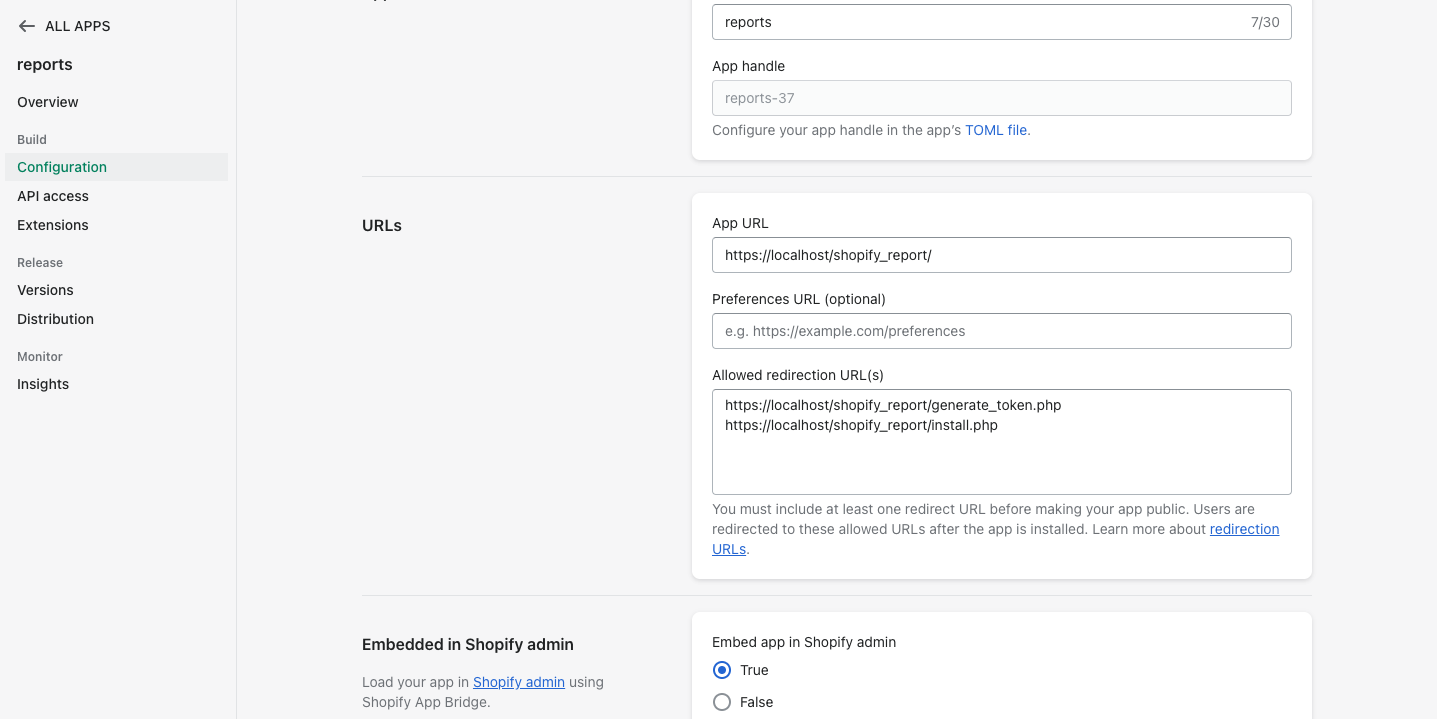 ALL APPS
reports
Overview
Build
Configuration
API access
Extensions
Release
Versions
Distribution
Monitor
Insights
reports
7/30
App handle
reports-37
Configure your app handle in the app’s TOML file.
URLs
App URL
https://localhost/shopify_report/
Preferences URL (optional)
e.g. https://example.com/preferences
Allowed redirection URL(s)
https://localhost/shopify_report/generate_token.php
https://localhost/shopify_report/install.php
You must include at least one redirect URL before making your app public. Users are
redirected to these allowed URLs after the app is installed. Learn more about redirection
URLs.
Embedded in Shopify admin
Load your app in Shopify admin using
Shopify App Bridge.
Embed app in Shopify admin
True
False